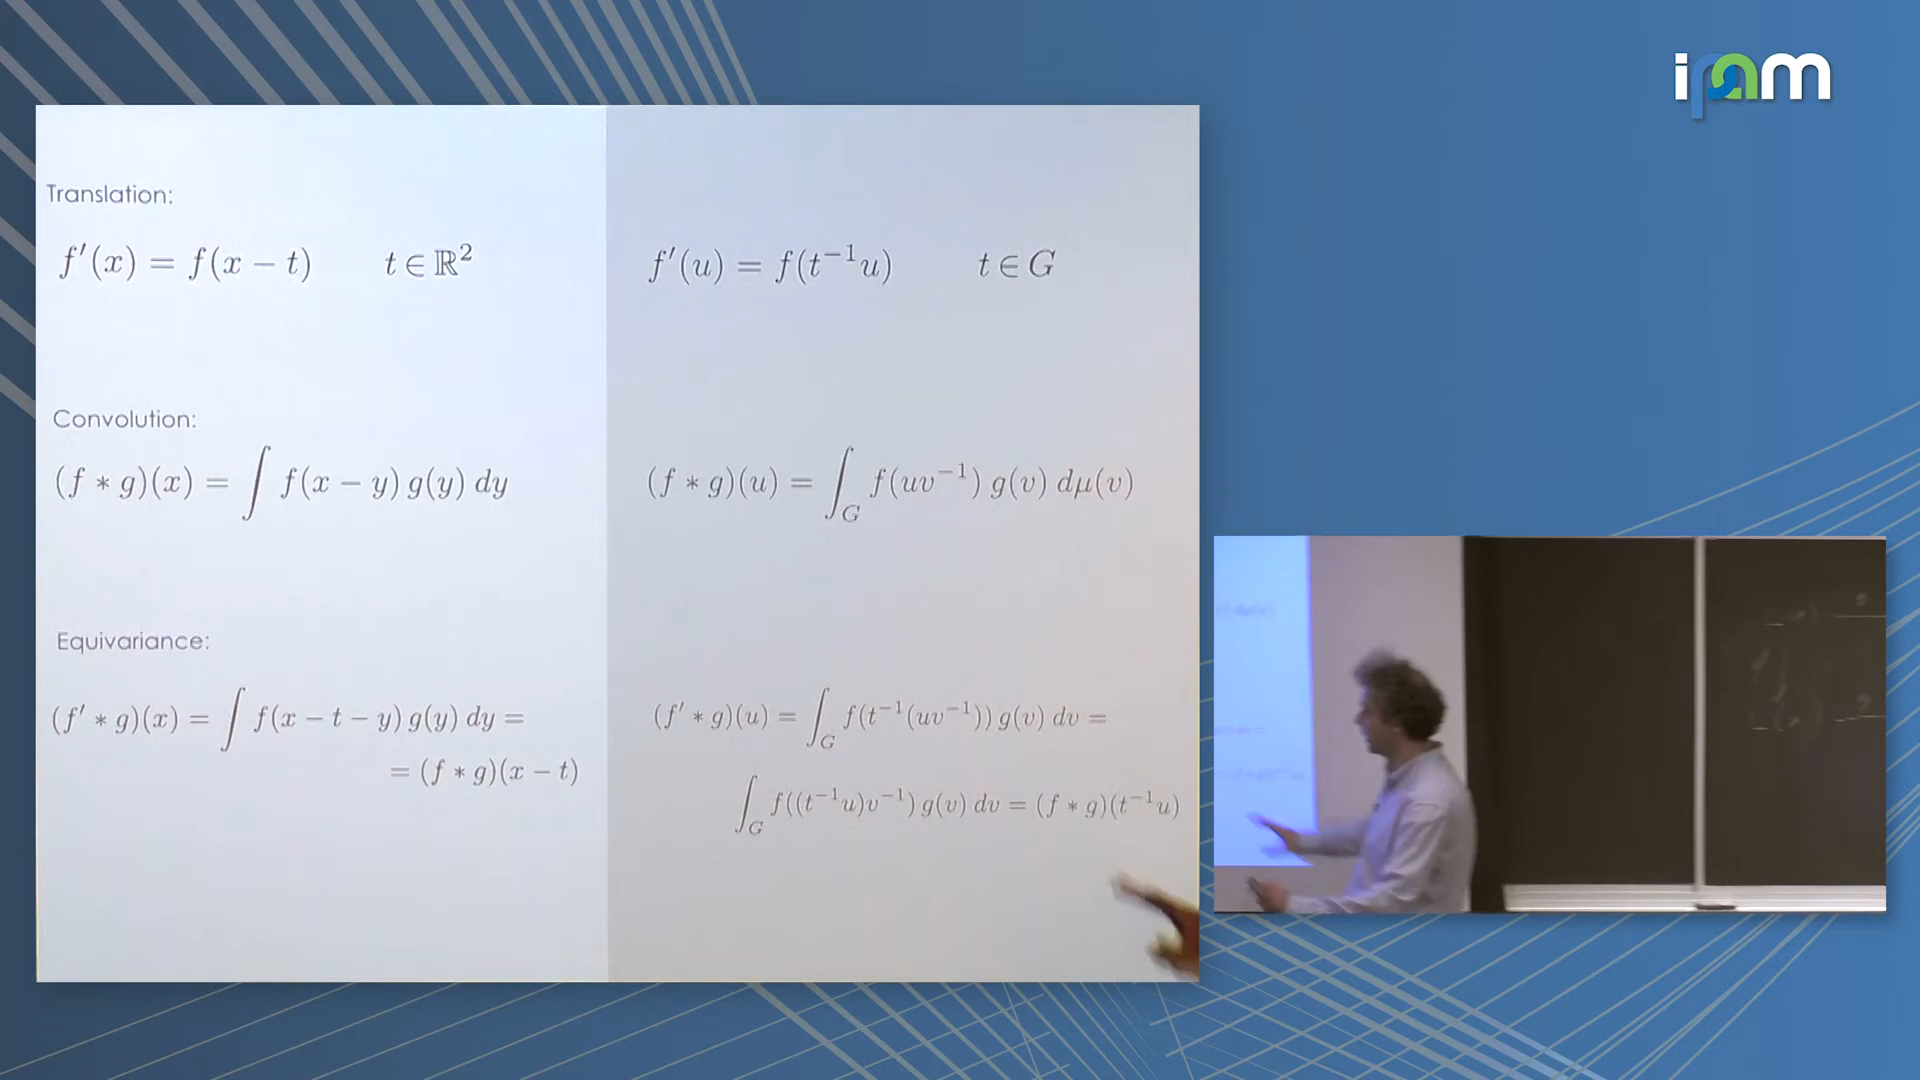 ipam
Translation:
f′(x) = f(x − t)    t ∈ ℝ²
f′(u) = f(t⁻¹u)    t ∈ G
Convolution:
(f ∗ g)(x) = ∫ f(x − y) g(y) dy
(f ∗ g)(u) = ∫_G f(uv⁻¹) g(v) dμ(v)
Equivariance:
(f′ ∗ g)(x) = ∫ f(x − t − y) g(y) dy =
= (f ∗ g)(x − t)
(f′ ∗ g)(u) = ∫_G f(t⁻¹(uv⁻¹)) g(v) dv =
∫_G f((t⁻¹u)v⁻¹) g(v) dv = (f ∗ g)(t⁻¹u)